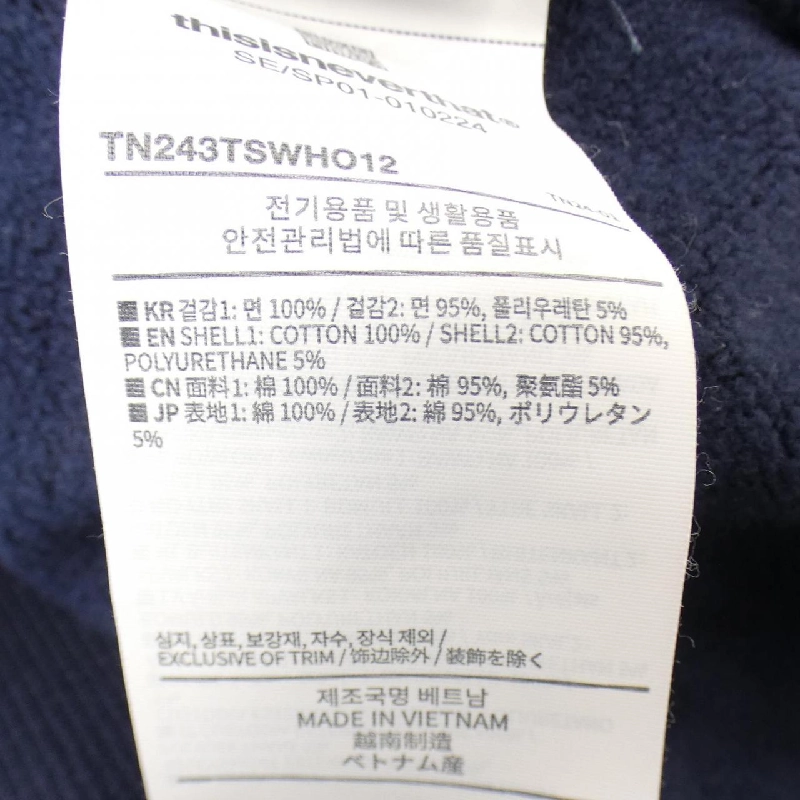 thisisneverthat®
SE/SP01-010224
TN243TSWHO12
전기용품 및 생활용품
안전관리법에 따른 품질표시
KR 겉감1: 면 100% / 겉감2: 면 95%, 폴리우레탄 5%
EN SHELL1: COTTON 100% / SHELL2: COTTON 95%,
POLYURETHANE 5%
CN 面料1: 棉 100% / 面料2: 棉 95%, 聚氨酯 5%
JP 表地1: 綿 100% / 表地2: 綿 95%, ポリウレタン
5%
심지, 상표, 보강재, 자수, 장식 제외 /
EXCLUSIVE OF TRIM / 饰边除外 / 装飾を除く
제조국명 베트남
MADE IN VIETNAM
越南制造
ベトナム産